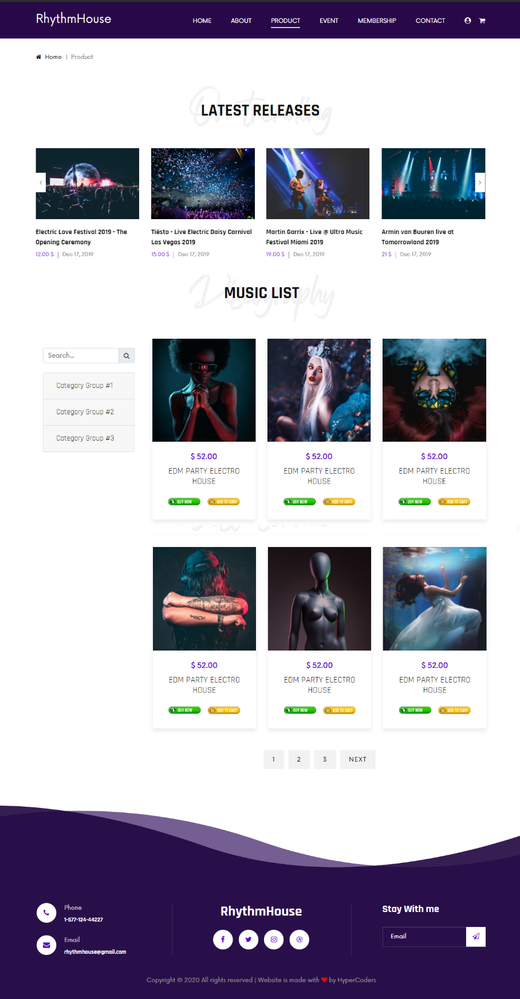 RhythmHouse
HOME ABOUT PRODUCT EVENT MEMBERSHIP CONTACT
Home | Product
On trending
LATEST RELEASES
Electric Love Festival 2019 - The
Opening Ceremony
12.00 $ | Dec 17, 2019
Tiësto - Live Electric Daisy Carnival
Las Vegas 2019
15.00 $ | Dec 17, 2019
Martin Garrix - Live @ Ultra Music
Festival Miami 2019
19.00 $ | Dec 17, 2019
Armin van Buuren live at
Tomorrowland 2019
21 $ | Dec 17, 2019
Discography
MUSIC LIST
Search...
Category Group #1
Category Group #2
Category Group #3
$ 52.00
EDM PARTY ELECTRO
HOUSE
BUY NOW ADD TO CART
$ 52.00
EDM PARTY ELECTRO
HOUSE
BUY NOW ADD TO CART
$ 52.00
EDM PARTY ELECTRO
HOUSE
BUY NOW ADD TO CART
$ 52.00
EDM PARTY ELECTRO
HOUSE
BUY NOW ADD TO CART
$ 52.00
EDM PARTY ELECTRO
HOUSE
BUY NOW ADD TO CART
$ 52.00
EDM PARTY ELECTRO
HOUSE
BUY NOW ADD TO CART
1 2 3 NEXT
Phone
1-677-124-44227
Email
rhythmhouse@gmail.com
RhythmHouse
Stay With me
Email
Copyright © 2020 All rights reserved | Website is made with ❤ by HyperCoders